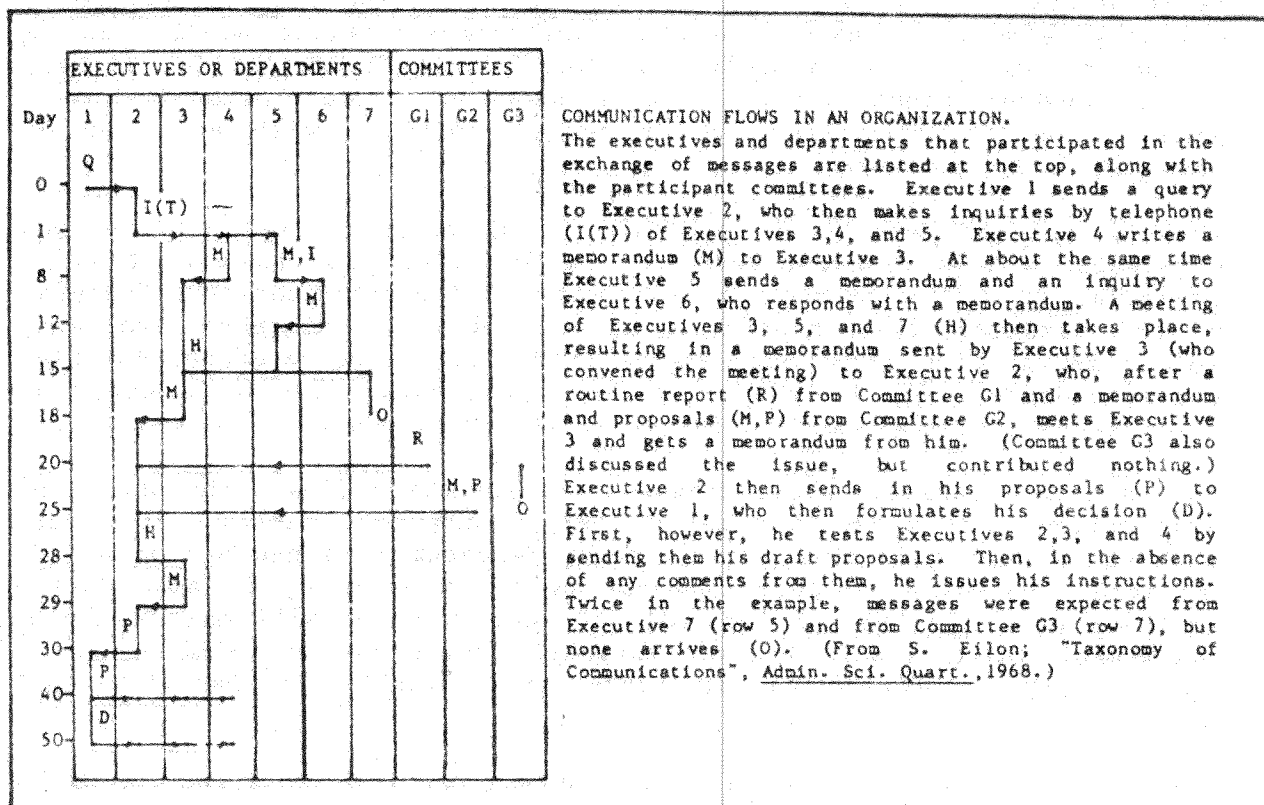 EXECUTIVES OR DEPARTMENTS COMMITTEES
Day 1 2 3 4 5 6 7 G1 G2 G3
Q
0
I(T)
1
M M,I
8
M
12
H
15
M
18 O
R
20
M,P
25 O
H
28
M
29
P
30
P
40
D
50
COMMUNICATION FLOWS IN AN ORGANIZATION.
The executives and departments that participated in the
exchange of messages are listed at the top, along with
the participant committees. Executive 1 sends a query
to Executive 2, who then makes inquiries by telephone
(I(T)) of Executives 3,4, and 5. Executive 4 writes a
memorandum (M) to Executive 3. At about the same time
Executive 5 sends a memorandum and an inquiry to
Executive 6, who responds with a memorandum. A meeting
of Executives 3, 5, and 7 (H) then takes place,
resulting in a memorandum sent by Executive 3 (who
convened the meeting) to Executive 2, who, after a
routine report (R) from Committee G1 and a memorandum
and proposals (M,P) from Committee G2, meets Executive
3 and gets a memorandum from him. (Committee G3 also
discussed the issue, but contributed nothing.)
Executive 2 then sends in his proposals (P) to
Executive 1, who then formulates his decision (D).
First, however, he tests Executives 2,3, and 4 by
sending them his draft proposals. Then, in the absence
of any comments from them, he issues his instructions.
Twice in the example, messages were expected from
Executive 7 (row 5) and from Committee G3 (row 7), but
none arrives (O). (From S. Eilon; "Taxonomy of
Communications", Admin. Sci. Quart.,1968.)